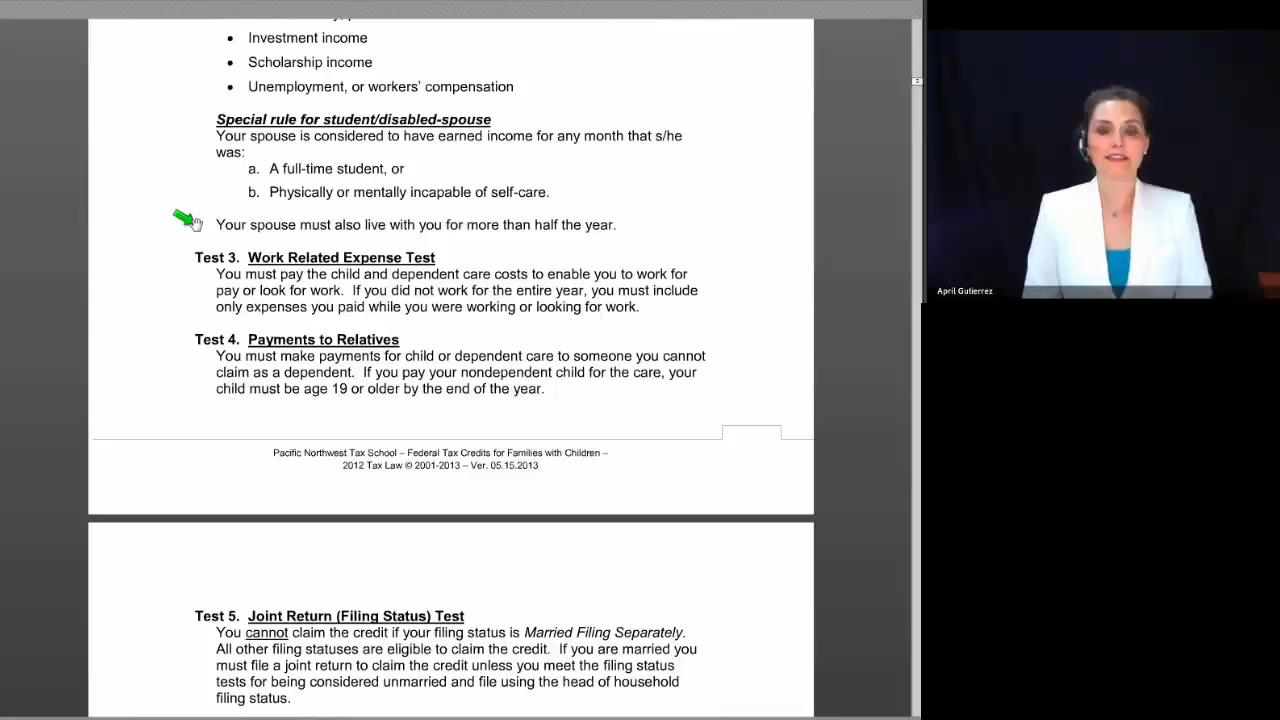 • Investment income
• Scholarship income
• Unemployment, or workers' compensation
Special rule for student/disabled-spouse
Your spouse is considered to have earned income for any month that s/he
was:
a. A full-time student, or
b. Physically or mentally incapable of self-care.
Your spouse must also live with you for more than half the year.
Test 3. Work Related Expense Test
You must pay the child and dependent care costs to enable you to work for
pay or look for work. If you did not work for the entire year, you must include
only expenses you paid while you were working or looking for work.
Test 4. Payments to Relatives
You must make payments for child or dependent care to someone you cannot
claim as a dependent. If you pay your nondependent child for the care, your
child must be age 19 or older by the end of the year.
Pacific Northwest Tax School – Federal Tax Credits for Families with Children –
2012 Tax Law © 2001-2013 – Ver. 05.15.2013
Test 5. Joint Return (Filing Status) Test
You cannot claim the credit if your filing status is Married Filing Separately.
All other filing statuses are eligible to claim the credit. If you are married you
must file a joint return to claim the credit unless you meet the filing status
tests for being considered unmarried and file using the head of household
filing status.
April Gutierrez